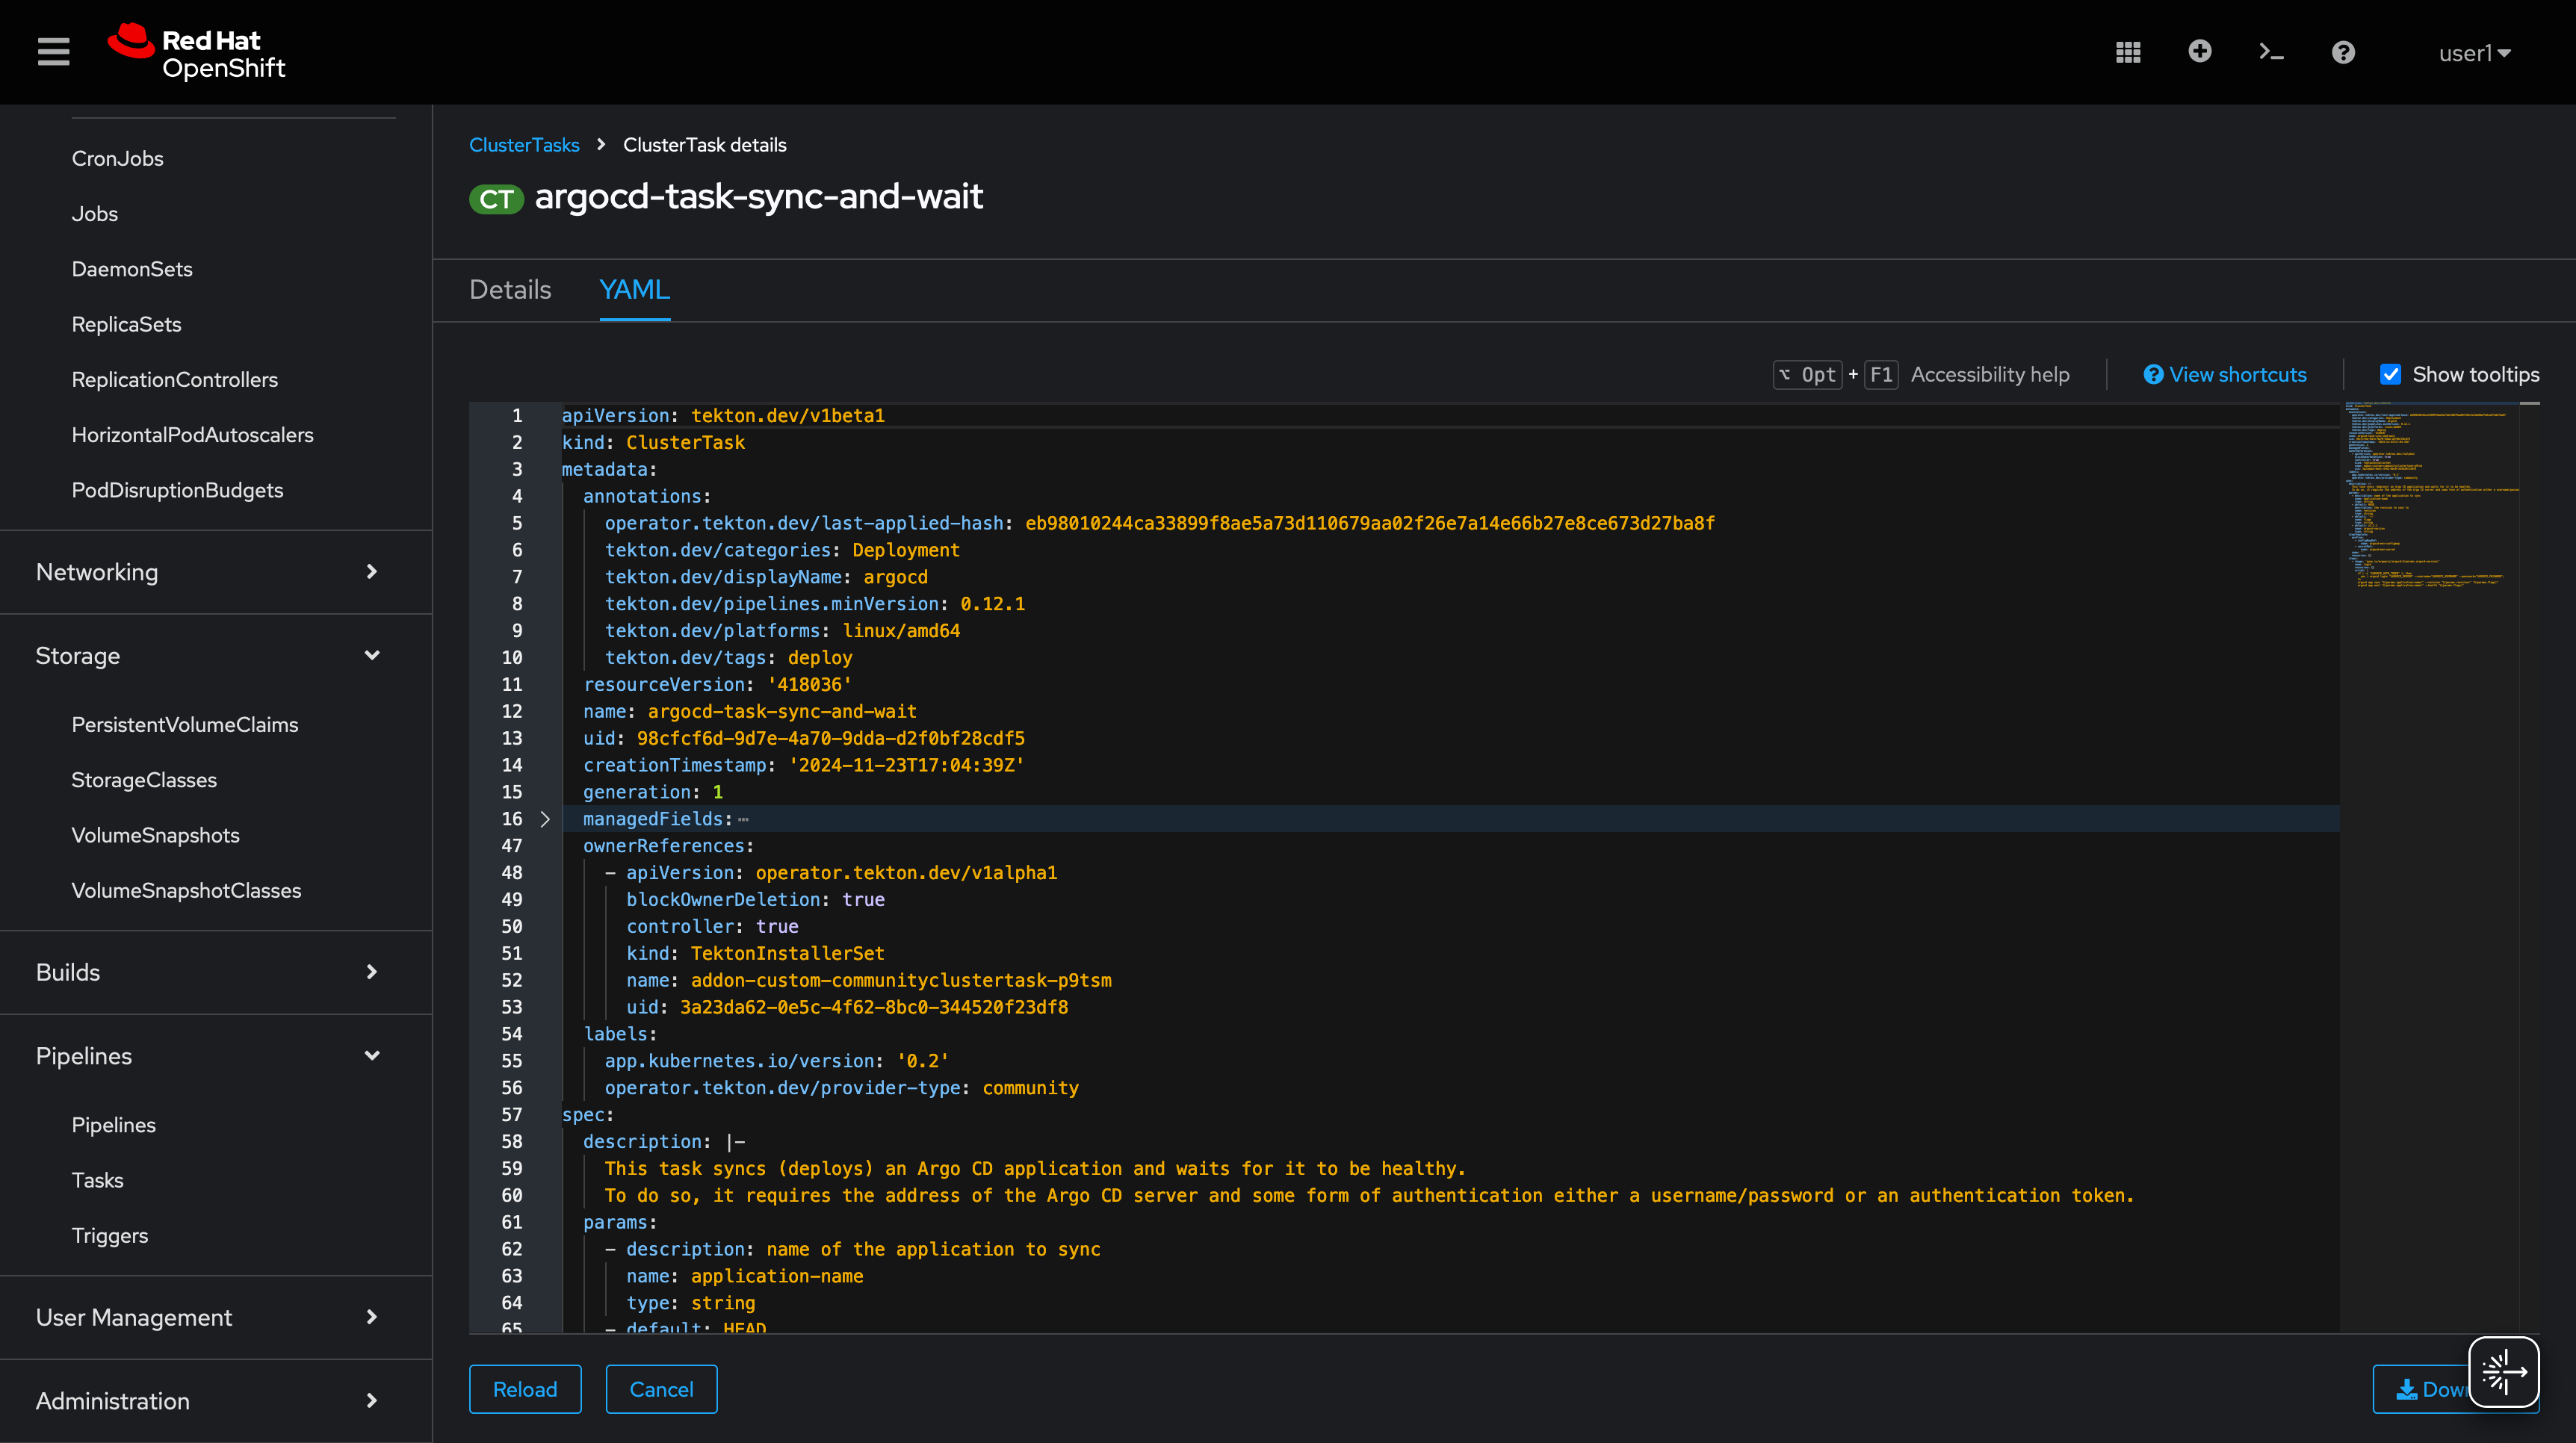 Red Hat
OpenShift
user1
CronJobs
Jobs
DaemonSets
ReplicaSets
ReplicationControllers
HorizontalPodAutoscalers
PodDisruptionBudgets
Networking
Storage
PersistentVolumeClaims
StorageClasses
VolumeSnapshots
VolumeSnapshotClasses
Builds
Pipelines
Pipelines
Tasks
Triggers
User Management
Administration
ClusterTasks > ClusterTask details
CT argocd-task-sync-and-wait
Details YAML
⌥ Opt + F1 Accessibility help View shortcuts Show tooltips
1 apiVersion: tekton.dev/v1beta1
2 kind: ClusterTask
3 metadata:
4 annotations:
5 operator.tekton.dev/last-applied-hash: eb98010244ca33899f8ae5a73d110679aa02f26e7a14e66b27e8ce673d27ba8f
6 tekton.dev/categories: Deployment
7 tekton.dev/displayName: argocd
8 tekton.dev/pipelines.minVersion: 0.12.1
9 tekton.dev/platforms: linux/amd64
10 tekton.dev/tags: deploy
11 resourceVersion: '418036'
12 name: argocd-task-sync-and-wait
13 uid: 98cfcf6d-9d7e-4a70-9dda-d2f0bf28cdf5
14 creationTimestamp: '2024-11-23T17:04:39Z'
15 generation: 1
16 managedFields: …
47 ownerReferences:
48 - apiVersion: operator.tekton.dev/v1alpha1
49 blockOwnerDeletion: true
50 controller: true
51 kind: TektonInstallerSet
52 name: addon-custom-communityclustertask-p9tsm
53 uid: 3a23da62-0e5c-4f62-8bc0-344520f23df8
54 labels:
55 app.kubernetes.io/version: '0.2'
56 operator.tekton.dev/provider-type: community
57 spec:
58 description: |-
59 This task syncs (deploys) an Argo CD application and waits for it to be healthy.
60 To do so, it requires the address of the Argo CD server and some form of authentication either a username/password or an authentication token.
61 params:
62 - description: name of the application to sync
63 name: application-name
64 type: string
65 - default: HEAD
Reload Cancel